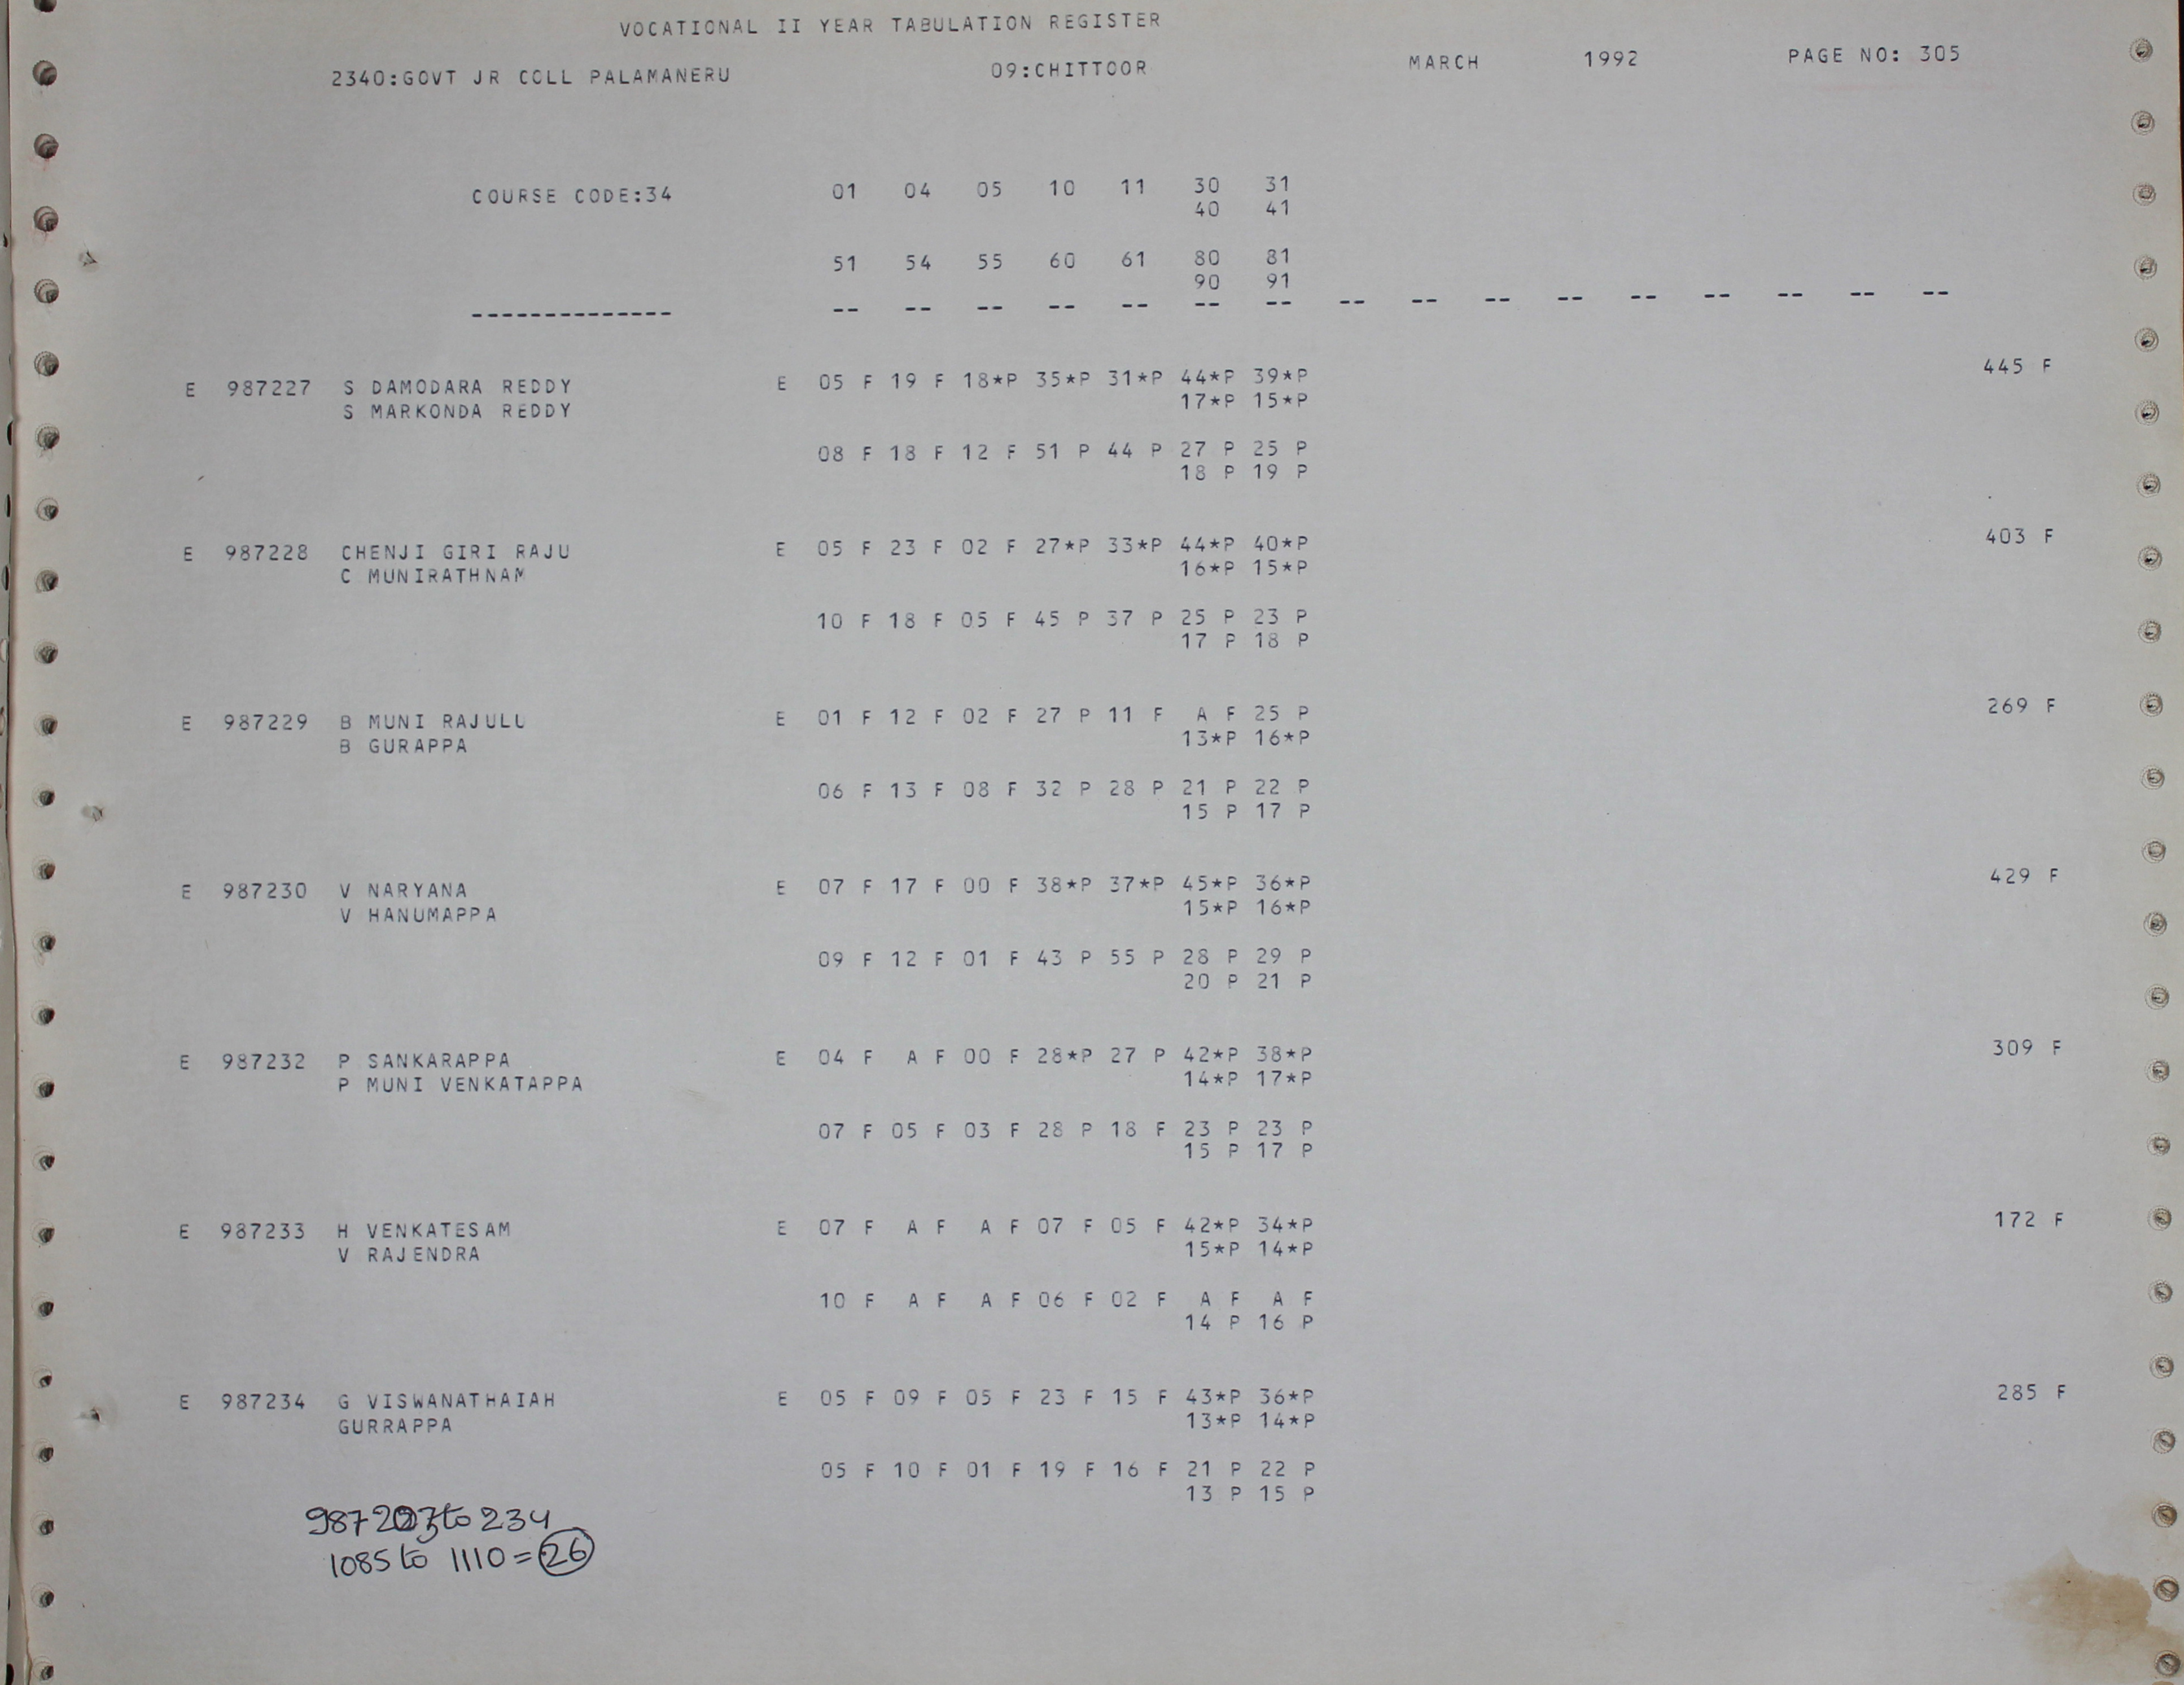 VOCATIONAL II YEAR TABULATION REGISTER
2340:GOVT JR COLL PALAMANERU 09:CHITTOOR MARCH 1992 PAGE NO: 305
COURSE CODE:34 01 04 05 10 11 30 31
40 41
51 54 55 60 61 80 81
90 91
-------------- -- -- -- -- -- -- -- -- -- -- -- -- -- -- -- --
E 987227 S DAMODARA REDDY E 05 F 19 F 18*P 35*P 31*P 44*P 39*P 445 F
S MARKONDA REDDY 17*P 15*P
08 F 18 F 12 F 51 P 44 P 27 P 25 P
18 P 19 P
E 987228 CHENJI GIRI RAJU E 05 F 23 F 02 F 27*P 33*P 44*P 40*P 403 F
C MUNIRATHNAM 16*P 15*P
10 F 18 F 05 F 45 P 37 P 25 P 23 P
17 P 18 P
E 987229 B MUNI RAJULU E 01 F 12 F 02 F 27 P 11 F A F 25 P 269 F
B GURAPPA 13*P 16*P
06 F 13 F 08 F 32 P 28 P 21 P 22 P
15 P 17 P
E 987230 V NARYANA E 07 F 17 F 00 F 38*P 37*P 45*P 36*P 429 F
V HANUMAPPA 15*P 16*P
09 F 12 F 01 F 43 P 55 P 28 P 29 P
20 P 21 P
E 987232 P SANKARAPPA E 04 F A F 00 F 28*P 27 P 42*P 38*P 309 F
P MUNI VENKATAPPA 14*P 17*P
07 F 05 F 03 F 28 P 18 F 23 P 23 P
15 P 17 P
E 987233 H VENKATESAM E 07 F A F A F 07 F 05 F 42*P 34*P 172 F
V RAJENDRA 15*P 14*P
10 F A F A F 06 F 02 F A F A F
14 P 16 P
E 987234 G VISWANATHAIAH E 05 F 09 F 05 F 23 F 15 F 43*P 36*P 285 F
GURRAPPA 13*P 14*P
05 F 10 F 01 F 19 F 16 F 21 P 22 P
13 P 15 P
to 234
1085 to 1110 = 26